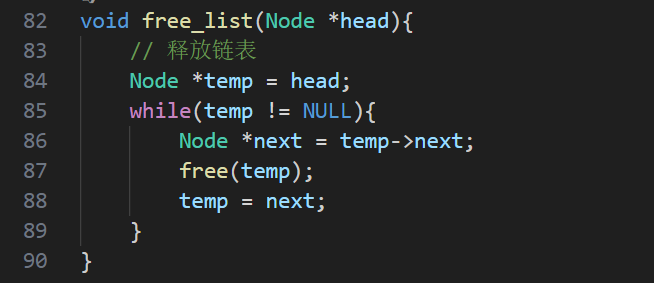 82 void free_list(Node *head){
83     // 释放链表
84     Node *temp = head;
85     while(temp != NULL){
86         Node *next = temp->next;
87         free(temp);
88         temp = next;
89     }
90 }